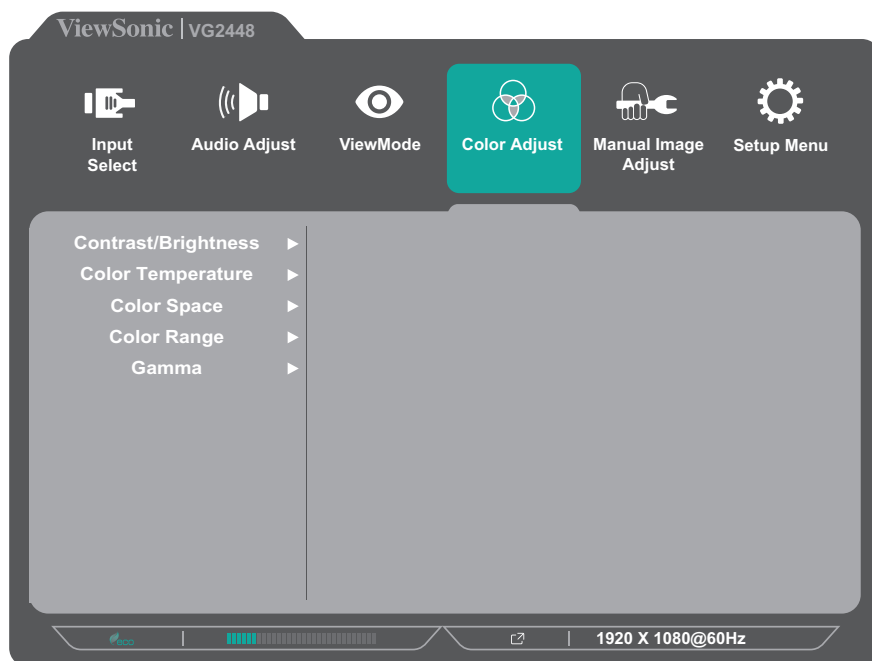 ViewSonic | VG2448
Input
Select
Audio Adjust
ViewMode
Color Adjust
Manual Image
Adjust
Setup Menu
Contrast/Brightness
Color Temperature
Color Space
Color Range
Gamma
eco
1920 X 1080@60Hz